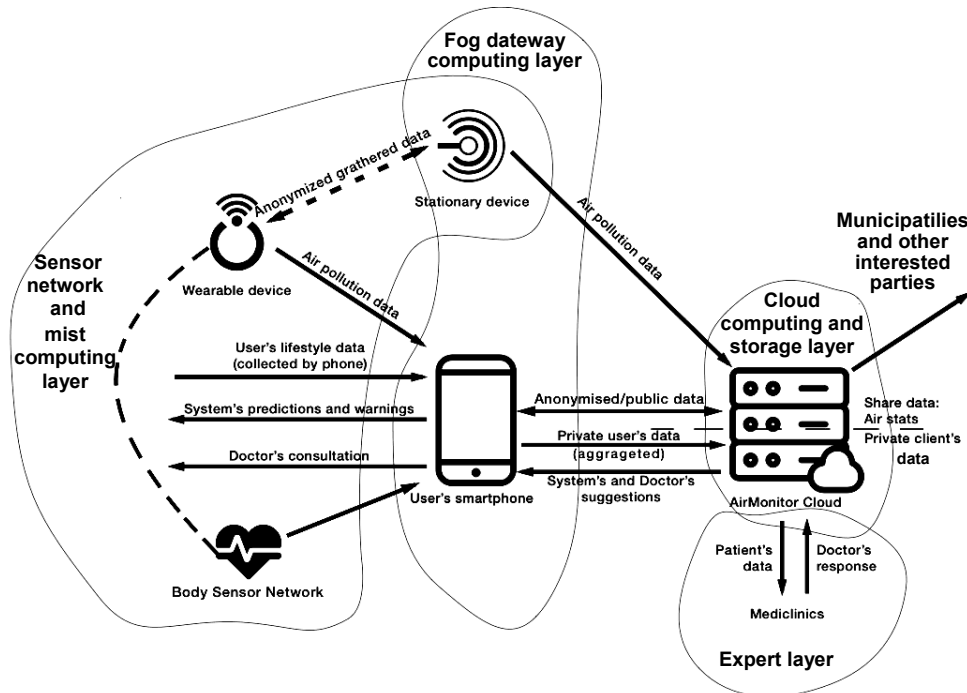 Fog dateway
computing layer
Anonymized grathered data
Stationary device
Air pollution data
Municipatilies
and other
interested
parties
Sensor
network
and
mist
computing
layer
Wearable device
Air pollution data
Cloud
computing and
storage layer
User's lifestyle data
(collected by phone)
System's predictions and warnings
Doctor's consultation
Anonymised/public data
Private user's data
(aggrageted)
System's and Doctor's
suggestions
Share data:
Air stats
Private client's
data
User's smartphone
AirMonitor Cloud
Body Sensor Network
Patient's
data
Doctor's
response
Mediclinics
Expert layer